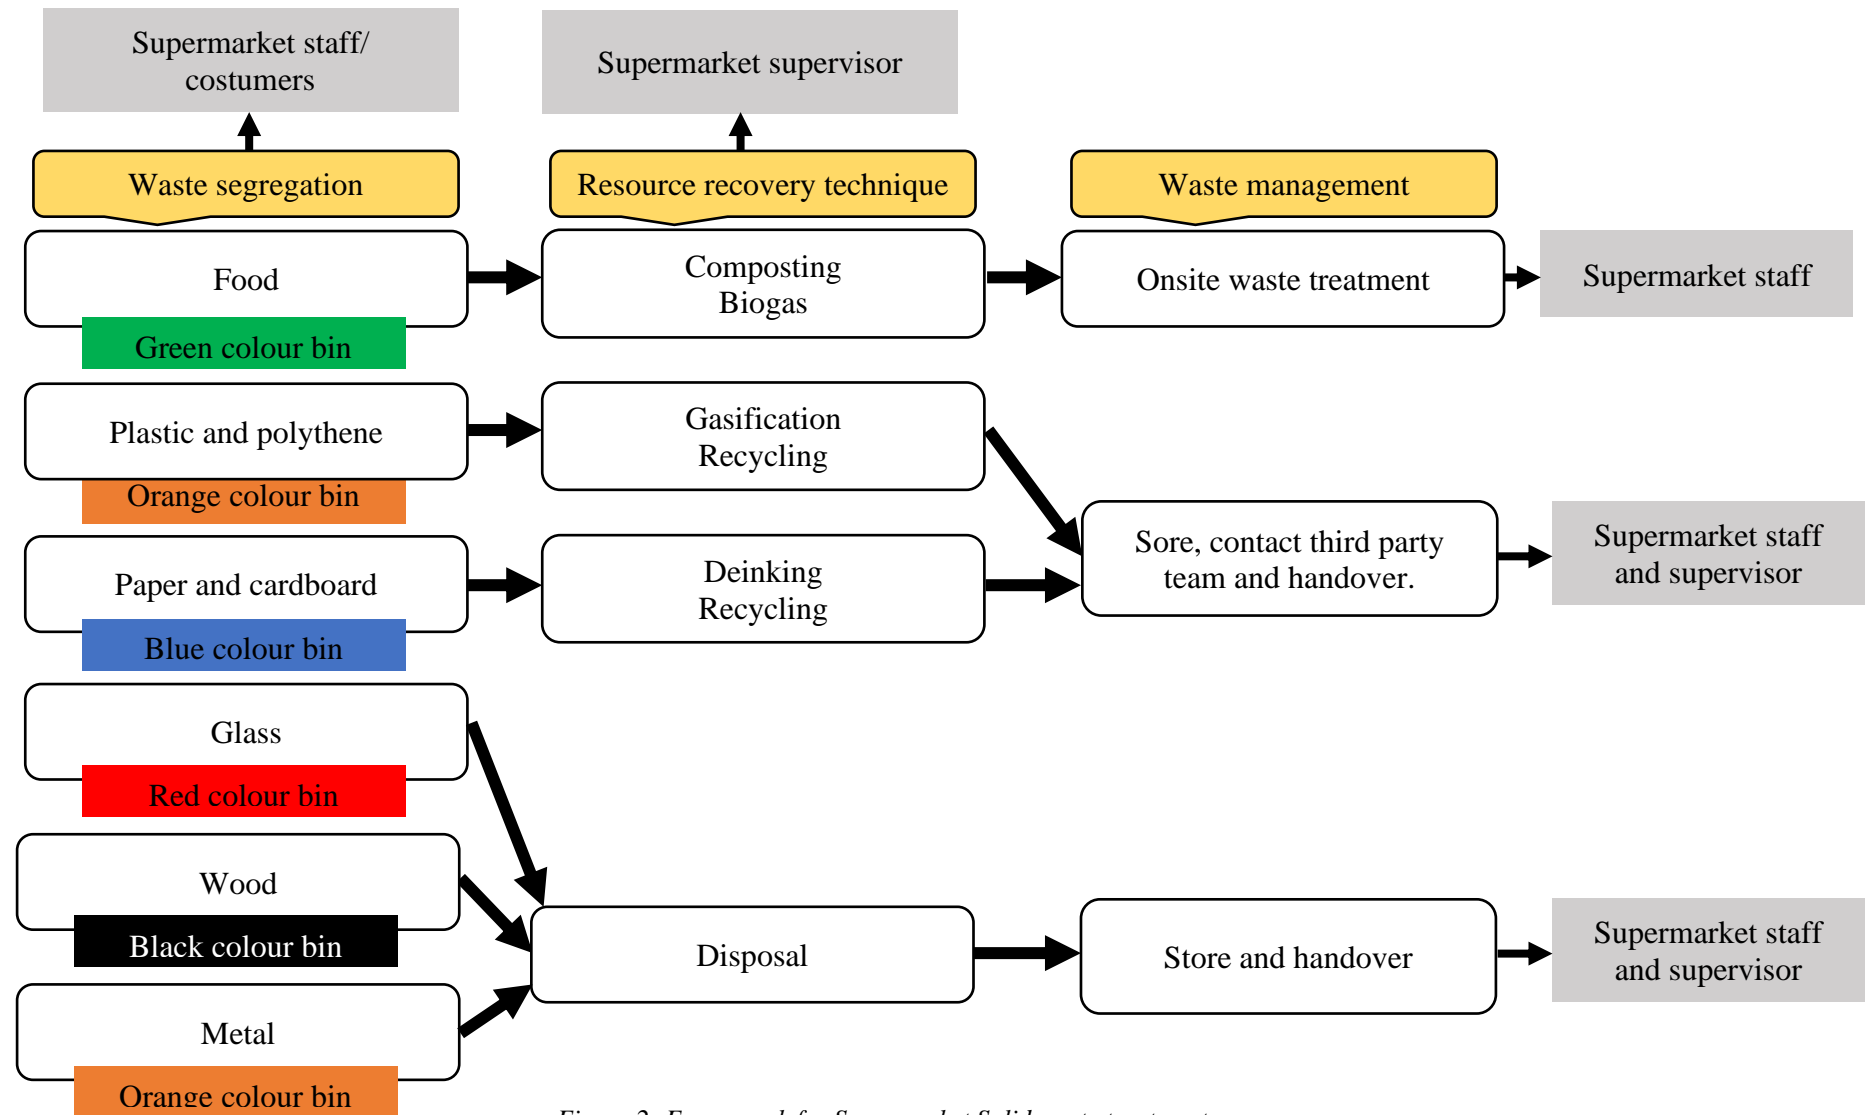 Supermarket staff/
costumers
Supermarket supervisor
Waste segregation
Resource recovery technique
Waste management
Food
Green colour bin
Composting
Biogas
Onsite waste treatment
Supermarket staff
Plastic and polythene
Orange colour bin
Gasification
Recycling
Paper and cardboard
Blue colour bin
Deinking
Recycling
Sore, contact third party
team and handover.
Supermarket staff
and supervisor
Glass
Red colour bin
Wood
Black colour bin
Metal
Orange colour bin
Disposal
Store and handover
Supermarket staff
and supervisor